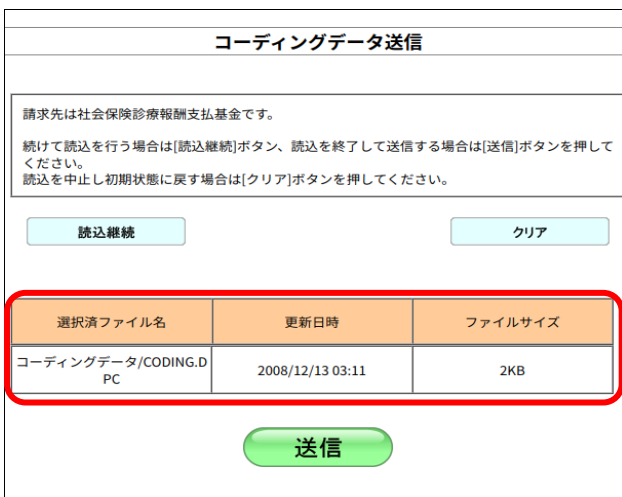 コーディングデータ送信
請求先は社会保険診療報酬支払基金です。
続けて読込を行う場合は[読込継続]ボタン、読込を終了して送信する場合は[送信]ボタンを押して
ください。
読込を中止し初期状態に戻す場合は[クリア]ボタンを押してください。
読込継続 クリア
選択済ファイル名 更新日時 ファイルサイズ
コーディングデータ/CODING.D
PC 2008/12/13 03:11 2KB
送信